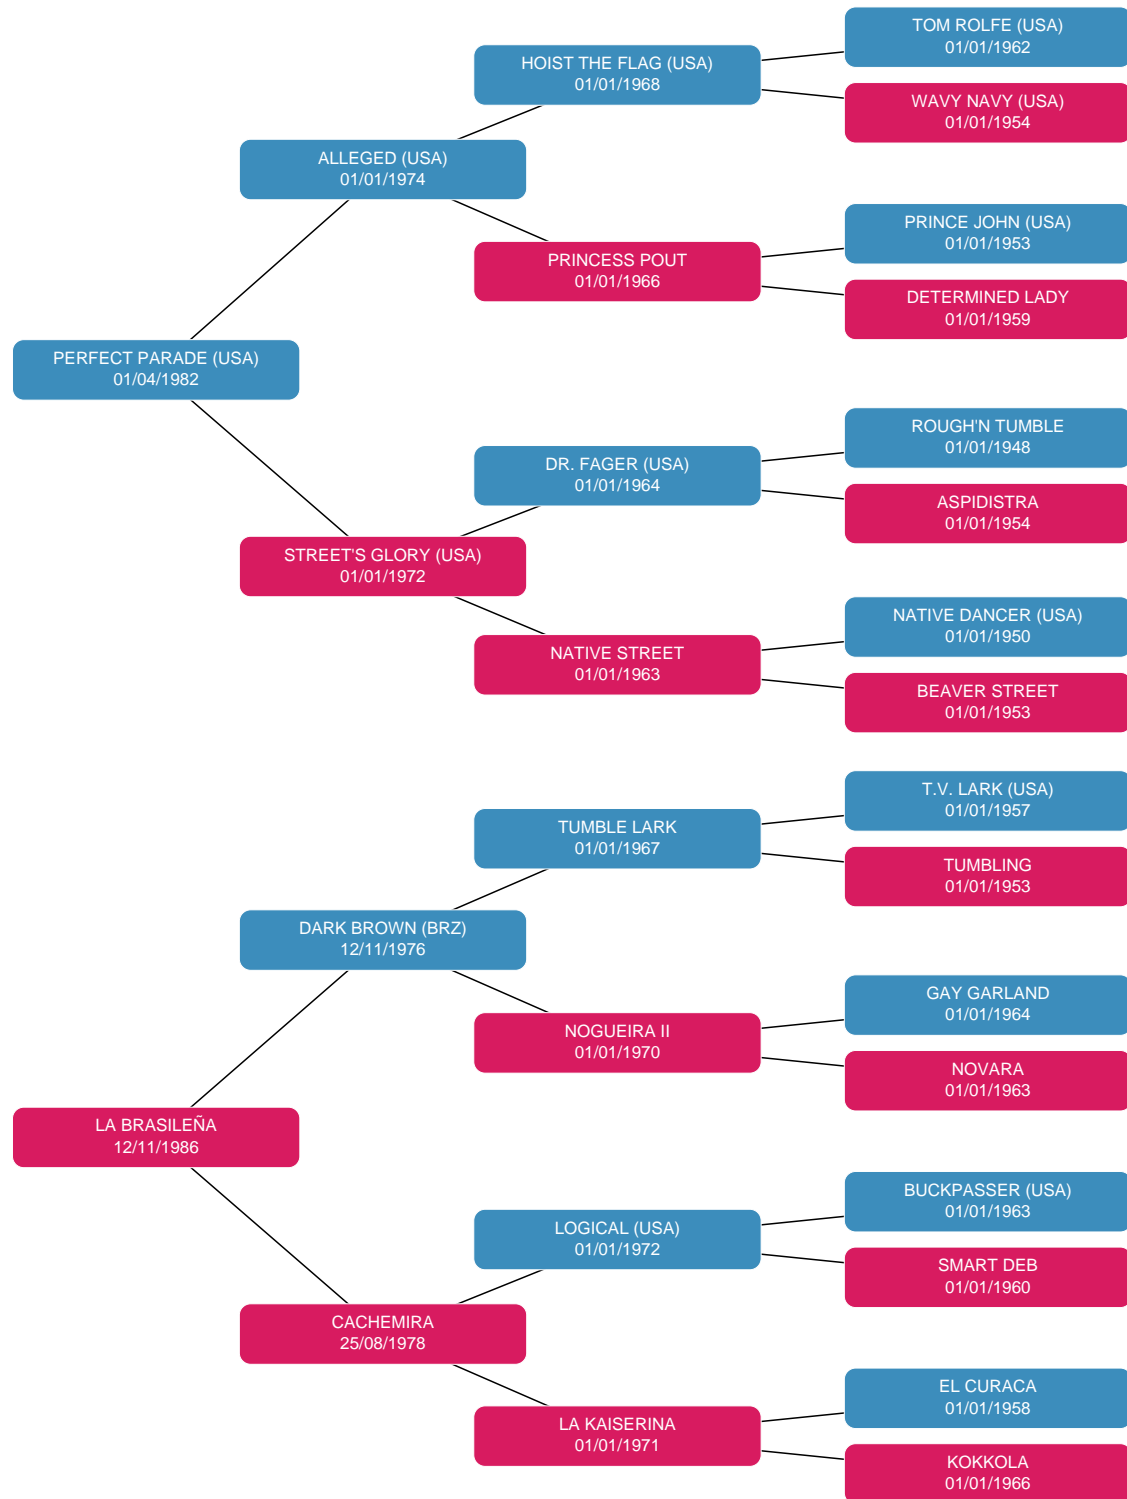 TOM ROLFE (USA)
01/01/1962
HOIST THE FLAG (USA)
01/01/1968
WAVY NAVY (USA)
01/01/1954
ALLEGED (USA)
01/01/1974
PRINCE JOHN (USA)
01/01/1953
PRINCESS POUT
01/01/1966
DETERMINED LADY
01/01/1959
PERFECT PARADE (USA)
01/04/1982
ROUGH'N TUMBLE
01/01/1948
DR. FAGER (USA)
01/01/1964
ASPIDISTRA
01/01/1954
STREET'S GLORY (USA)
01/01/1972
NATIVE DANCER (USA)
01/01/1950
NATIVE STREET
01/01/1963
BEAVER STREET
01/01/1953
T.V. LARK (USA)
01/01/1957
TUMBLE LARK
01/01/1967
TUMBLING
01/01/1953
DARK BROWN (BRZ)
12/11/1976
GAY GARLAND
01/01/1964
NOGUEIRA II
01/01/1970
NOVARA
01/01/1963
LA BRASILEÑA
12/11/1986
BUCKPASSER (USA)
01/01/1963
LOGICAL (USA)
01/01/1972
SMART DEB
01/01/1960
CACHEMIRA
25/08/1978
EL CURACA
01/01/1958
LA KAISERINA
01/01/1971
KOKKOLA
01/01/1966